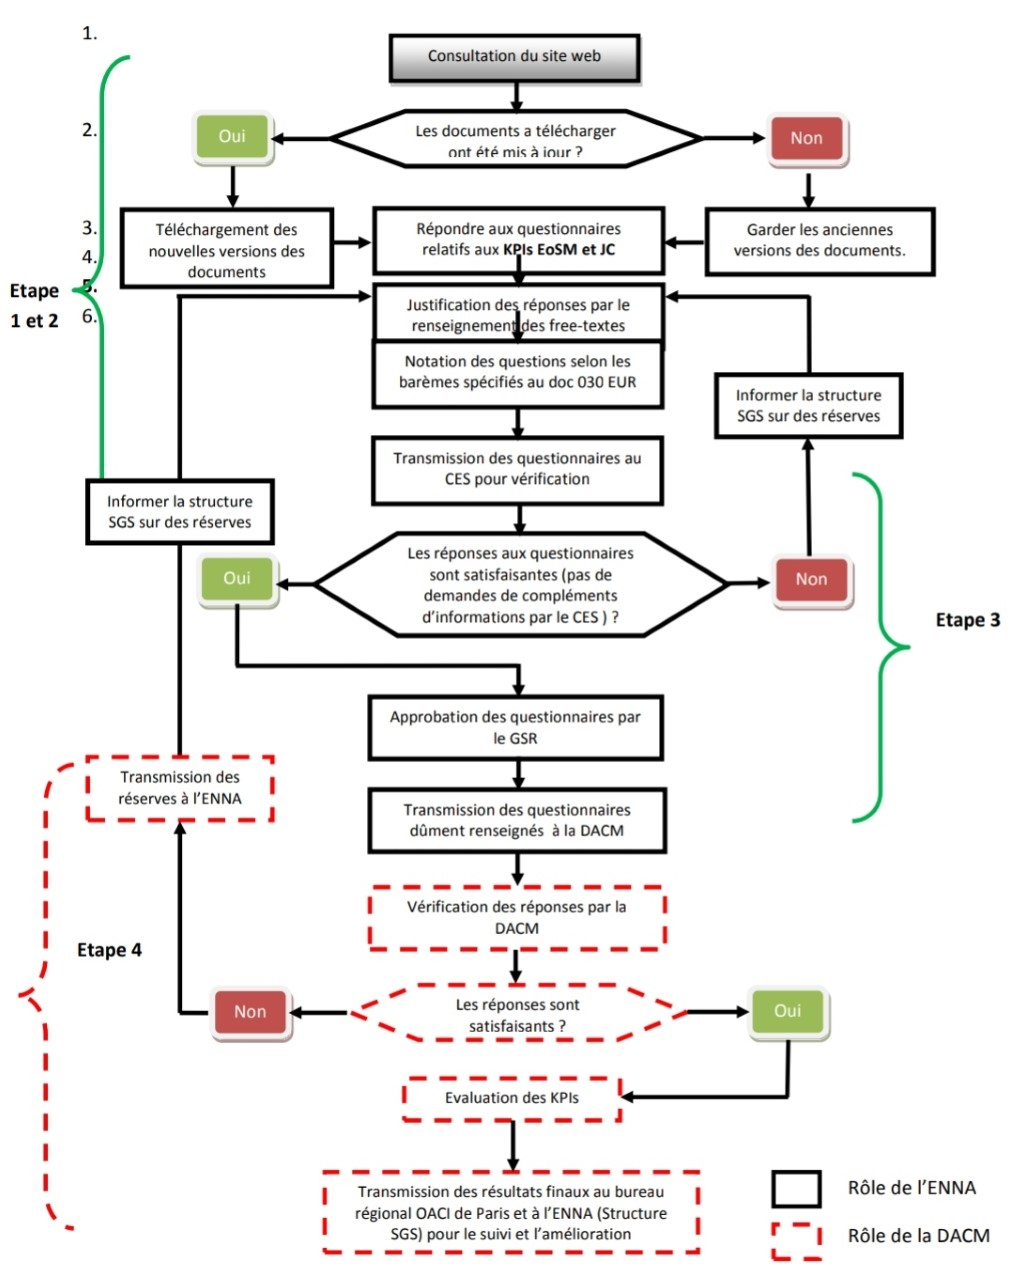 1.
Consultation du site web
2.
Oui
Les documents a télécharger
ont été mis à jour ?
Non
3.
4.
5.
6.
Téléchargement des
nouvelles versions des
documents
Répondre aux questionnaires
relatifs aux KPIs EoSM et JC
Garder les anciennes
versions des documents.
Etape
1 et 2
Justification des réponses par le
renseignement des free-textes
Notation des questions selon les
barèmes spécifiés au doc 030 EUR
Informer la structure
SGS sur des réserves
Transmission des questionnaires au
CES pour vérification
Informer la structure
SGS sur des réserves
Oui
Les réponses aux questionnaires
sont satisfaisantes (pas de
demandes de compléments
d'informations par le CES ) ?
Non
Etape 3
Approbation des questionnaires par
le GSR
Transmission des
réserves à l'ENNA
Transmission des questionnaires
dûment renseignés à la DACM
Vérification des réponses par la
DACM
Etape 4
Non
Les réponses sont
satisfaisants ?
Oui
Evaluation des KPIs
Transmission des résultats finaux au bureau
régional OACI de Paris et à l'ENNA (Structure
SGS) pour le suivi et l'amélioration
Rôle de l'ENNA
Rôle de la DACM